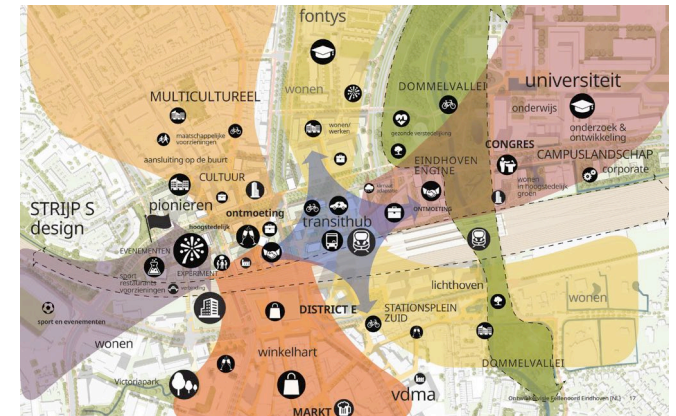 fontys
wonen
MULTICULTUREEL
maatschappelijke
voorzieningen
aansluiting op de buurt
wonen/
werken
DOMMELVALLEI
gezonde verstedelijking
universiteit
onderwijs
onderzoek &
ontwikkeling
CONGRES
CAMPUSLANDSCHAP
corporate
EINDHOVEN
ENGINE
wonen
in hoogstedelijk
groen
ONTMOETING
CULTUUR
pionieren
ontmoeting
hoogstedelijk
transithub
STRIJP S
design
EVENEMENTEN
EXPERIMENT
sport
restaurants
voorzieningen
verbinding
sport en evenementen
wonen
Victoriapark
DISTRICT E
STATIONSPLEIN
ZUID
lichthoven
wonen
winkelhart
DOMMELVALLEI
vdma
MARKT
17